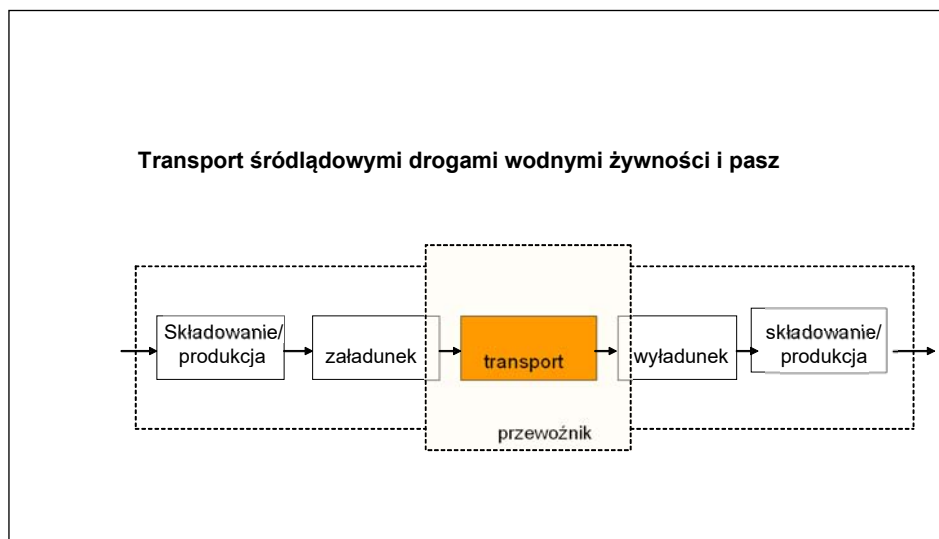 Transport śródlądowymi drogami wodnymi żywności i pasz
Składowanie/
produkcja
załadunek
transport
wyładunek
składowanie/
produkcja
przewoźnik